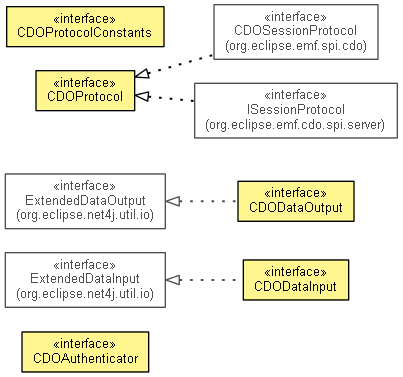 «interface»
CDOProtocolConstants
«interface»
CDOSessionProtocol
(org.eclipse.emf.spi.cdo)
«interface»
CDOProtocol
«interface»
ISessionProtocol
(org.eclipse.emf.cdo.spi.server)
«interface»
ExtendedDataOutput
(org.eclipse.net4j.util.io)
«interface»
CDODataOutput
«interface»
ExtendedDataInput
(org.eclipse.net4j.util.io)
«interface»
CDODataInput
«interface»
CDOAuthenticator